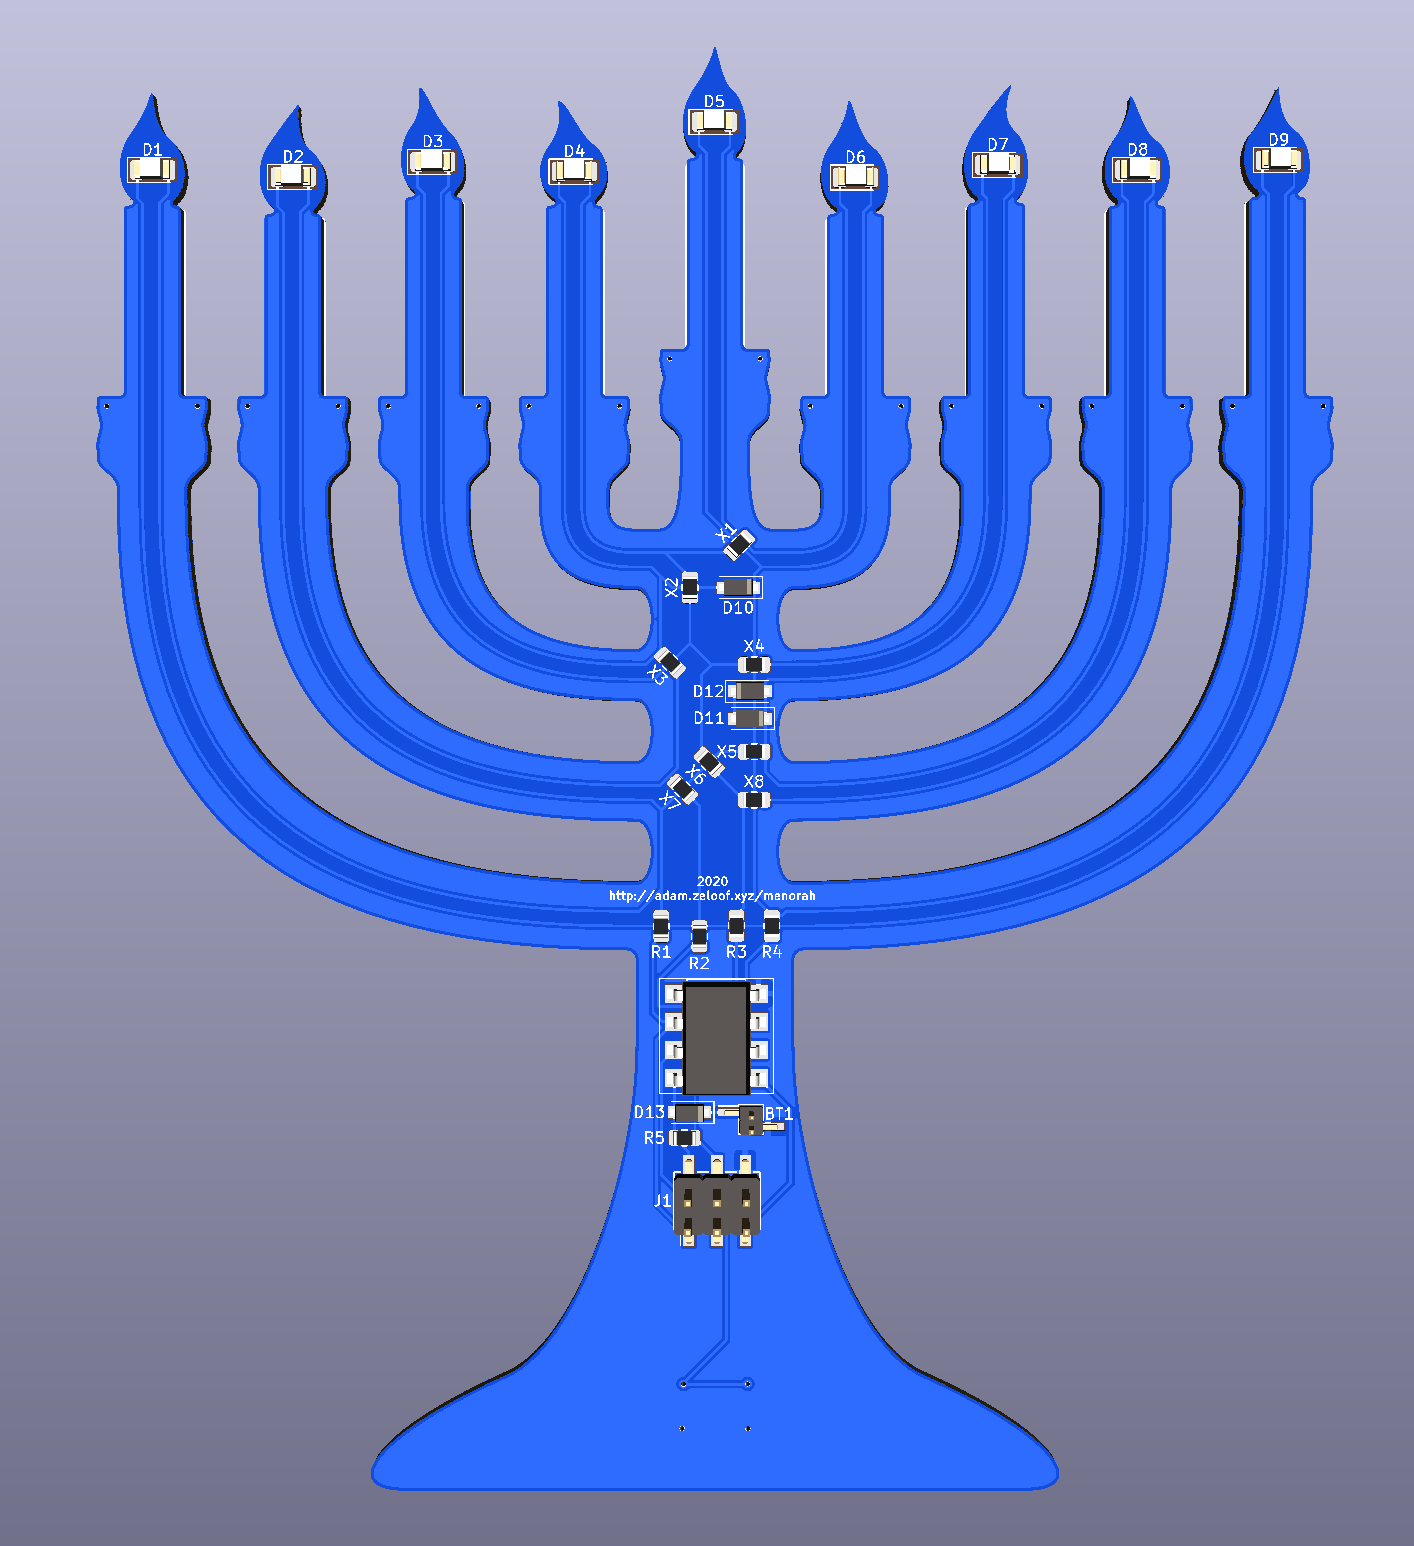 D5
D1
D2
D3
D4
D6
D7
D8
D9
X1
X2
D10
X3
X4
D12
D11
X5
X6
X7
X8
2020
http://adam.zeloof.xyz/menorah
R1
R2
R3
R4
D13
BT1
R5
J1